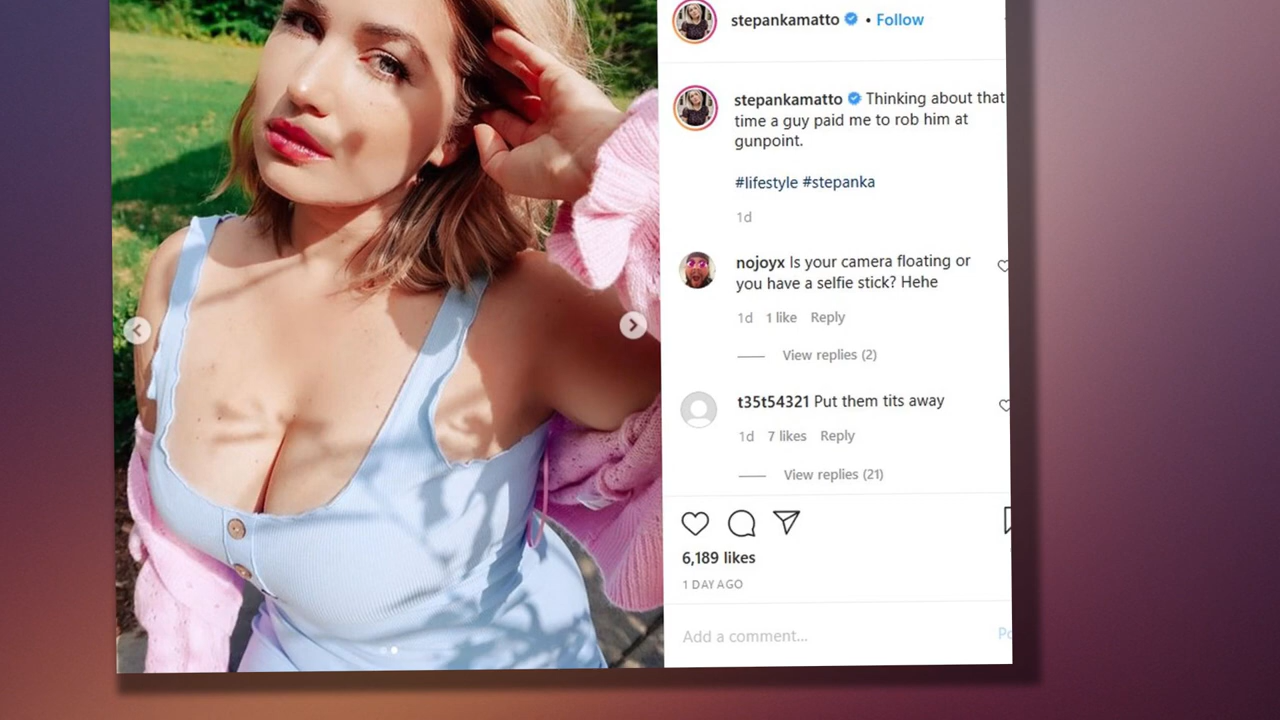 stepankamatto • Follow
stepankamatto Thinking about that
time a guy paid me to rob him at
gunpoint.
#lifestyle #stepanka
1d
nojoyx Is your camera floating or
you have a selfie stick? Hehe
1d 1 like Reply
View replies (2)
t35t54321 Put them tits away
1d 7 likes Reply
View replies (21)
6,189 likes
1 DAY AGO
Add a comment...